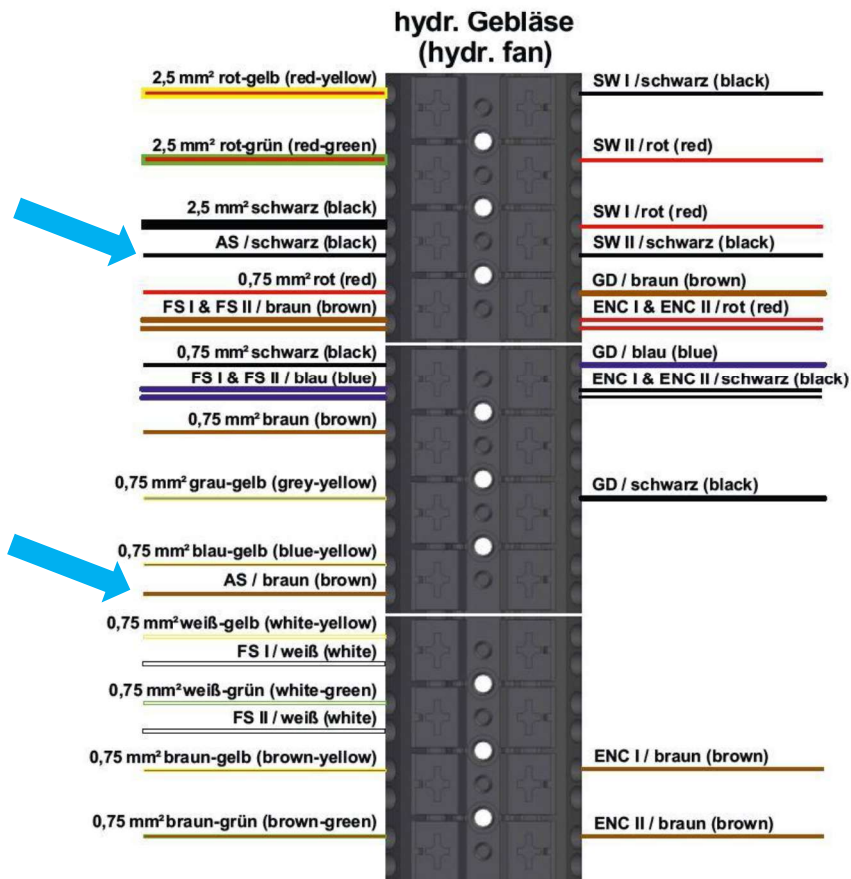 hydr. Gebläse
(hydr. fan)
2,5 mm² rot-gelb (red-yellow)
SW I /schwarz (black)
2,5 mm² rot-grün (red-green)
SW II /rot (red)
2,5 mm² schwarz (black)
SW I /rot (red)
AS / schwarz (black)
SW II /schwarz (black)
0,75 mm² rot (red)
GD / braun (brown)
FS I & FS II / braun (brown)
ENC I & ENC II /rot (red)
0,75 mm² schwarz (black)
GD / blau (blue)
FS I & FS II / blau (blue)
ENC I & ENC II /schwarz (black)
0,75 mm² braun (brown)
0,75 mm² grau-gelb (grey-yellow)
GD / schwarz (black)
0,75 mm² blau-gelb (blue-yellow)
AS / braun (brown)
0,75 mm² weiß-gelb (white-yellow)
FS I / weiß (white)
0,75 mm² weiß-grün (white-green)
FS II / weiß (white)
0,75 mm² braun-gelb (brown-yellow)
ENC I / braun (brown)
0,75 mm² braun-grün (brown-green)
ENC II / braun (brown)